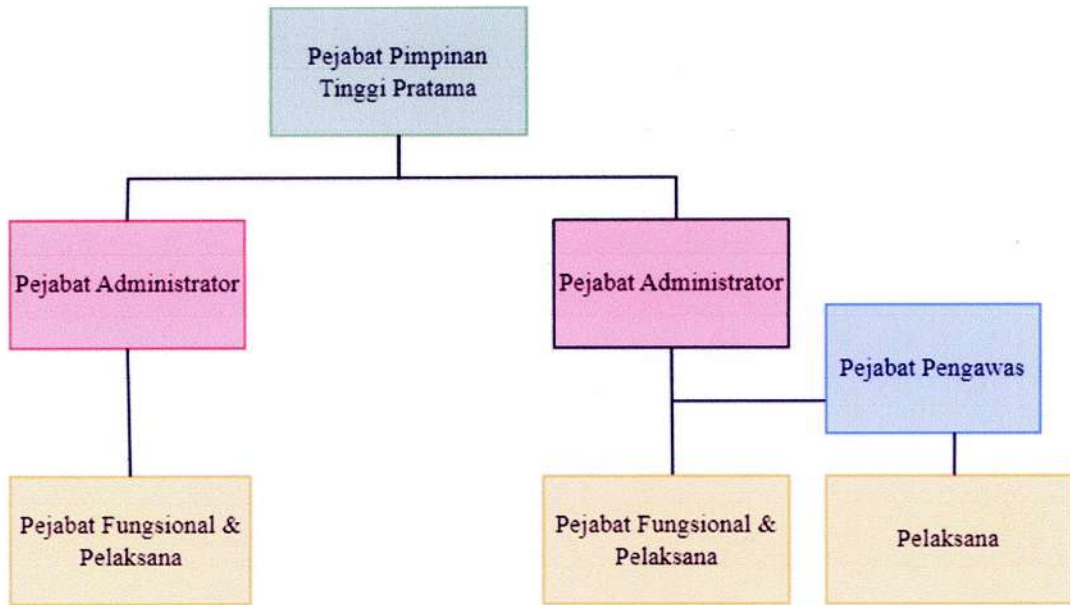 Pejabat Pimpinan
Tinggi Pratama
Pejabat Administrator
Pejabat Administrator
Pejabat Pengawas
Pejabat Fungsional &
Pelaksana
Pejabat Fungsional &
Pelaksana
Pelaksana